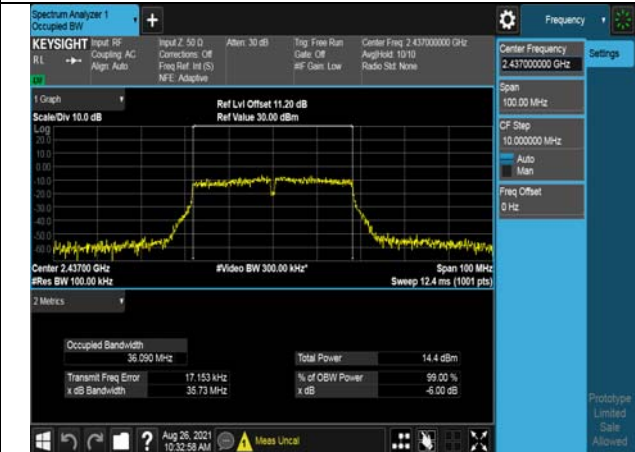 Spectrum Analyzer 1
Occupied BW
+
Frequency
KEYSIGHT
RL
Input: RF
Coupling: AC
Align: Auto
Input Z: 50 Ω
Corrections: Off
Freq Ref: Int (S)
NFE: Adaptive
Atten: 30 dB
Trig: Free Run
Gate: Off
#IF Gain: Low
Center Freq: 2.437000000 GHz
Avg|Hold: 10/10
Radio Std: None
Center Frequency
2.437000000 GHz
Settings
Span
100.00 MHz
CF Step
10.000000 MHz
Auto
Man
Freq Offset
0 Hz
1 Graph
Scale/Div 10.0 dB
Ref Lvl Offset 11.20 dB
Ref Value 30.00 dBm
Log
20.0
10.0
0.00
-10.0
-20.0
-30.0
-40.0
-50.0
-60.0
Center 2.43700 GHz
#Res BW 100.00 kHz
#Video BW 300.00 kHz*
Span 100 MHz
Sweep 12.4 ms (1001 pts)
2 Metrics
Occupied Bandwidth
36.090 MHz
Total Power 14.4 dBm
Transmit Freq Error 17.153 kHz
% of OBW Power 99.00 %
x dB Bandwidth 35.73 MHz
x dB -6.00 dB
Prototype
Limited
Sale
Allowed
?
Aug 26, 2021
10:32:58 AM
Meas Uncal